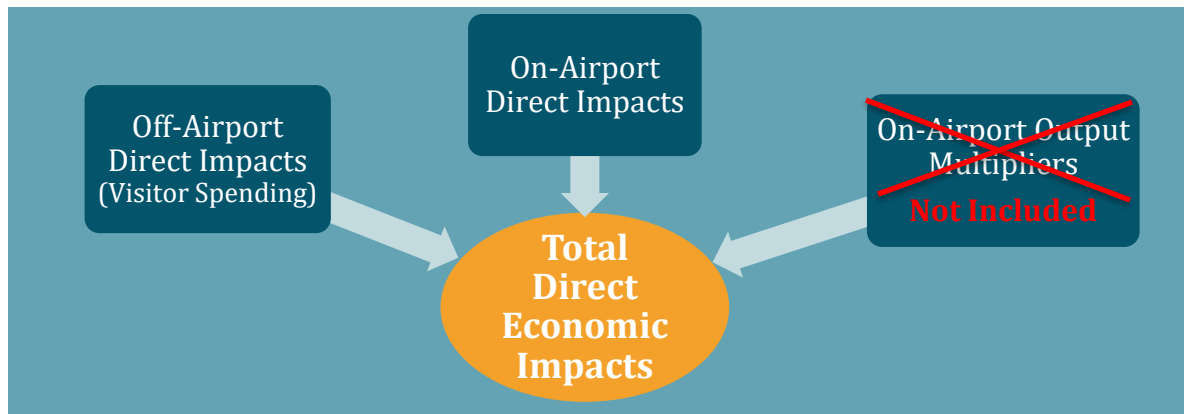 Off-Airport
Direct Impacts
(Visitor Spending)
On-Airport
Direct Impacts
On-Airport Output
Multipliers
Not Included
Total
Direct
Economic
Impacts